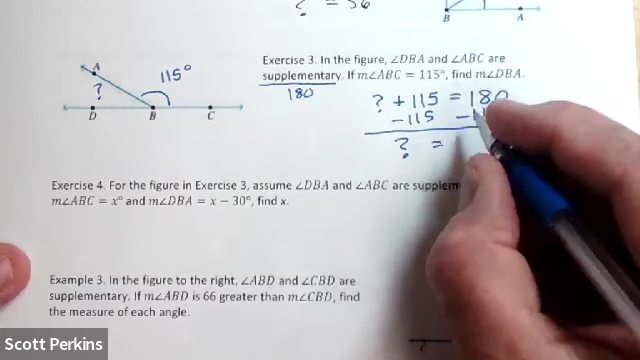 ? = 56
B A
Exercise 3. In the figure, ∠DBA and ∠ABC are
supplementary. If m∠ABC = 115°, find m∠DBA.
180
A
?
115°
D B C
? + 115 = 180
-115 -11
? =
Exercise 4. For the figure in Exercise 3, assume ∠DBA and ∠ABC are supplem
m∠ABC = x° and m∠DBA = x − 30°, find x.
Example 3. In the figure to the right, ∠ABD and ∠CBD are
supplementary. If m∠ABD is 66 greater than m∠CBD, find
the measure of each angle.
C
Scott Perkins